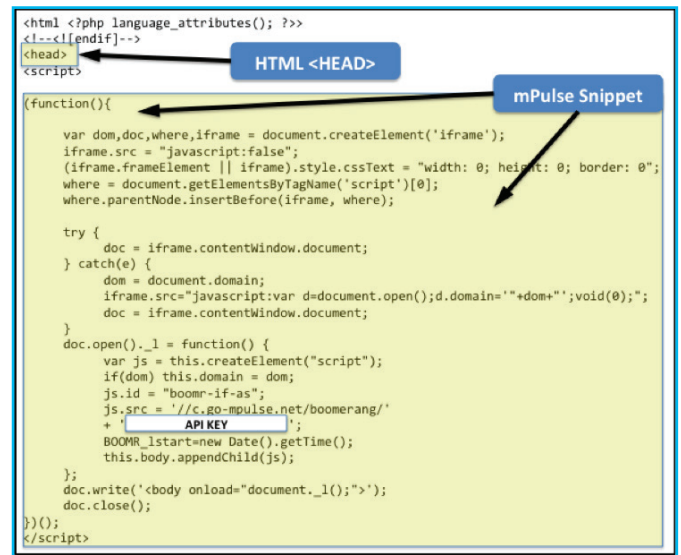 <html <?php language_attributes(); ?>>
<!--<![endif]-->
<head>
HTML <HEAD>
<script>
mPulse Snippet
(function(){
var dom,doc,where,iframe = document.createElement('iframe');
iframe.src = "javascript:false";
(iframe.frameElement || iframe).style.cssText = "width: 0; height: 0; border: 0";
where = document.getElementsByTagName('script')[0];
where.parentNode.insertBefore(iframe, where);
try {
doc = iframe.contentWindow.document;
} catch(e) {
dom = document.domain;
iframe.src="javascript:var d=document.open();d.domain='"+dom+"';void(0);";
doc = iframe.contentWindow.document;
}
doc.open()._l = function() {
var js = this.createElement("script");
if(dom) this.domain = dom;
js.id = "boomr-if-as";
js.src = '//c.go-mpulse.net/boomerang/'
+ 'API KEY';
BOOMR_lstart=new Date().getTime();
this.body.appendChild(js);
};
doc.write('<body onload="document._l();">');
doc.close();
})();
</script>